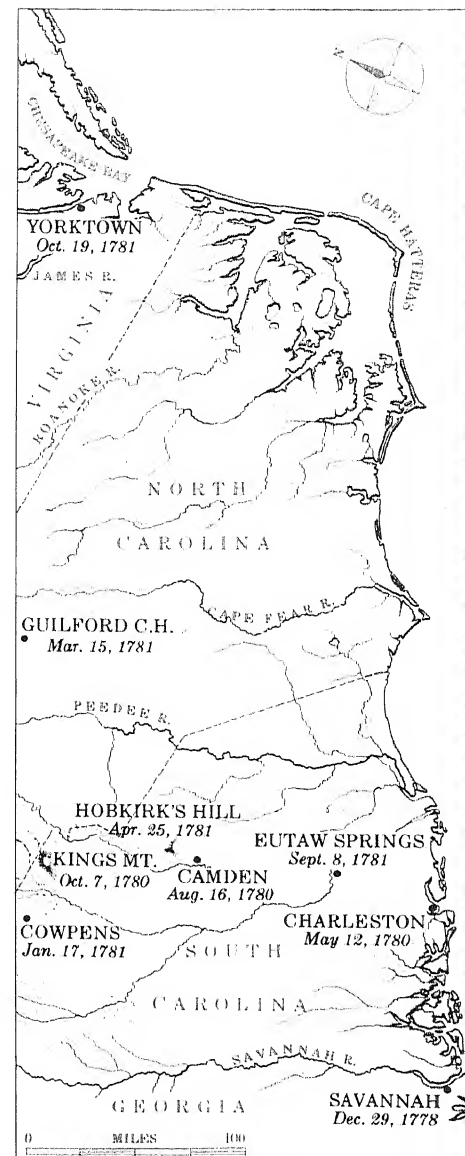 N
CHESAPEAKE BAY
CAPE HATTERAS
YORKTOWN
Oct. 19, 1781
JAMES R.
VIRGINIA
ROANOKE R.
NORTH
CAROLINA
CAPE FEAR R.
GUILFORD C.H.
Mar. 15, 1781
PEEDEE R.
HOBKIRK'S HILL
Apr. 25, 1781
EUTAW SPRINGS
Sept. 8, 1781
KINGS MT.
Oct. 7, 1780
CAMDEN
Aug. 16, 1780
COWPENS
Jan. 17, 1781
CHARLESTON
May 12, 1780
SOUTH
CAROLINA
SAVANNAH R.
SAVANNAH
Dec. 29, 1778
GEORGIA
0 MILES 100